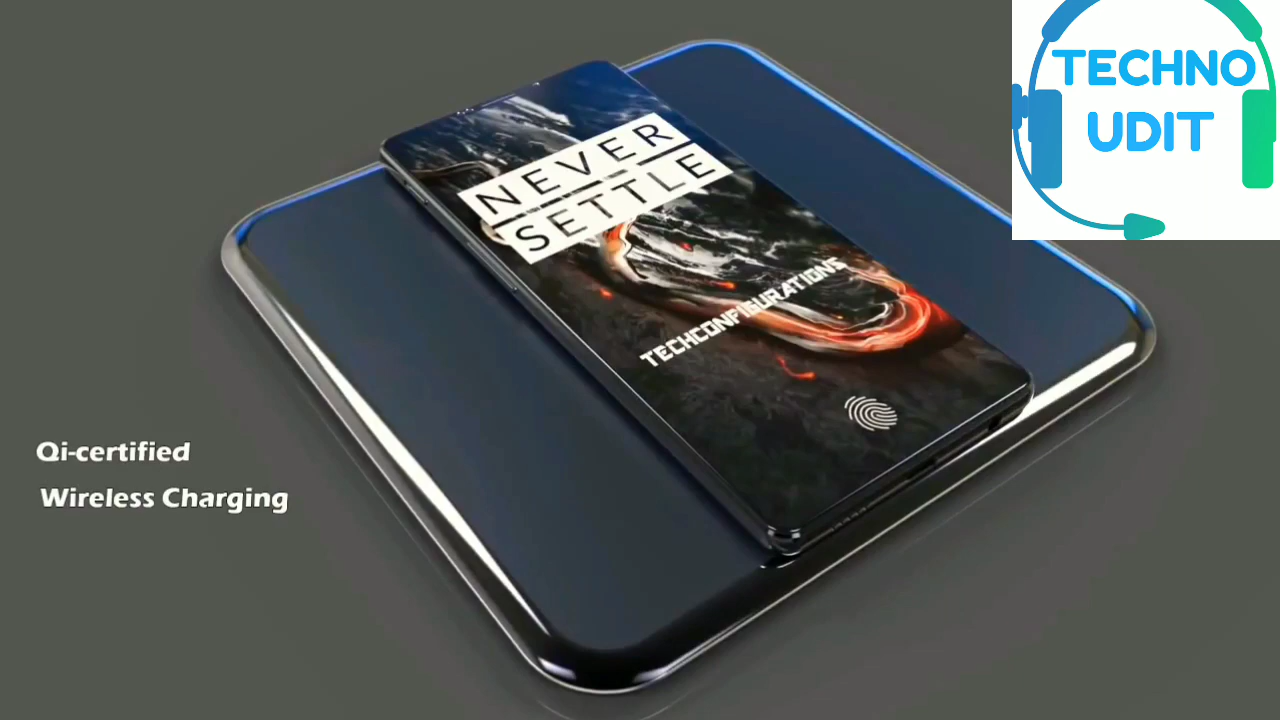 TECHNO
UDIT
NEVER
SETTLE
TECHCONFIGURATIONS
Qi-certified
Wireless Charging